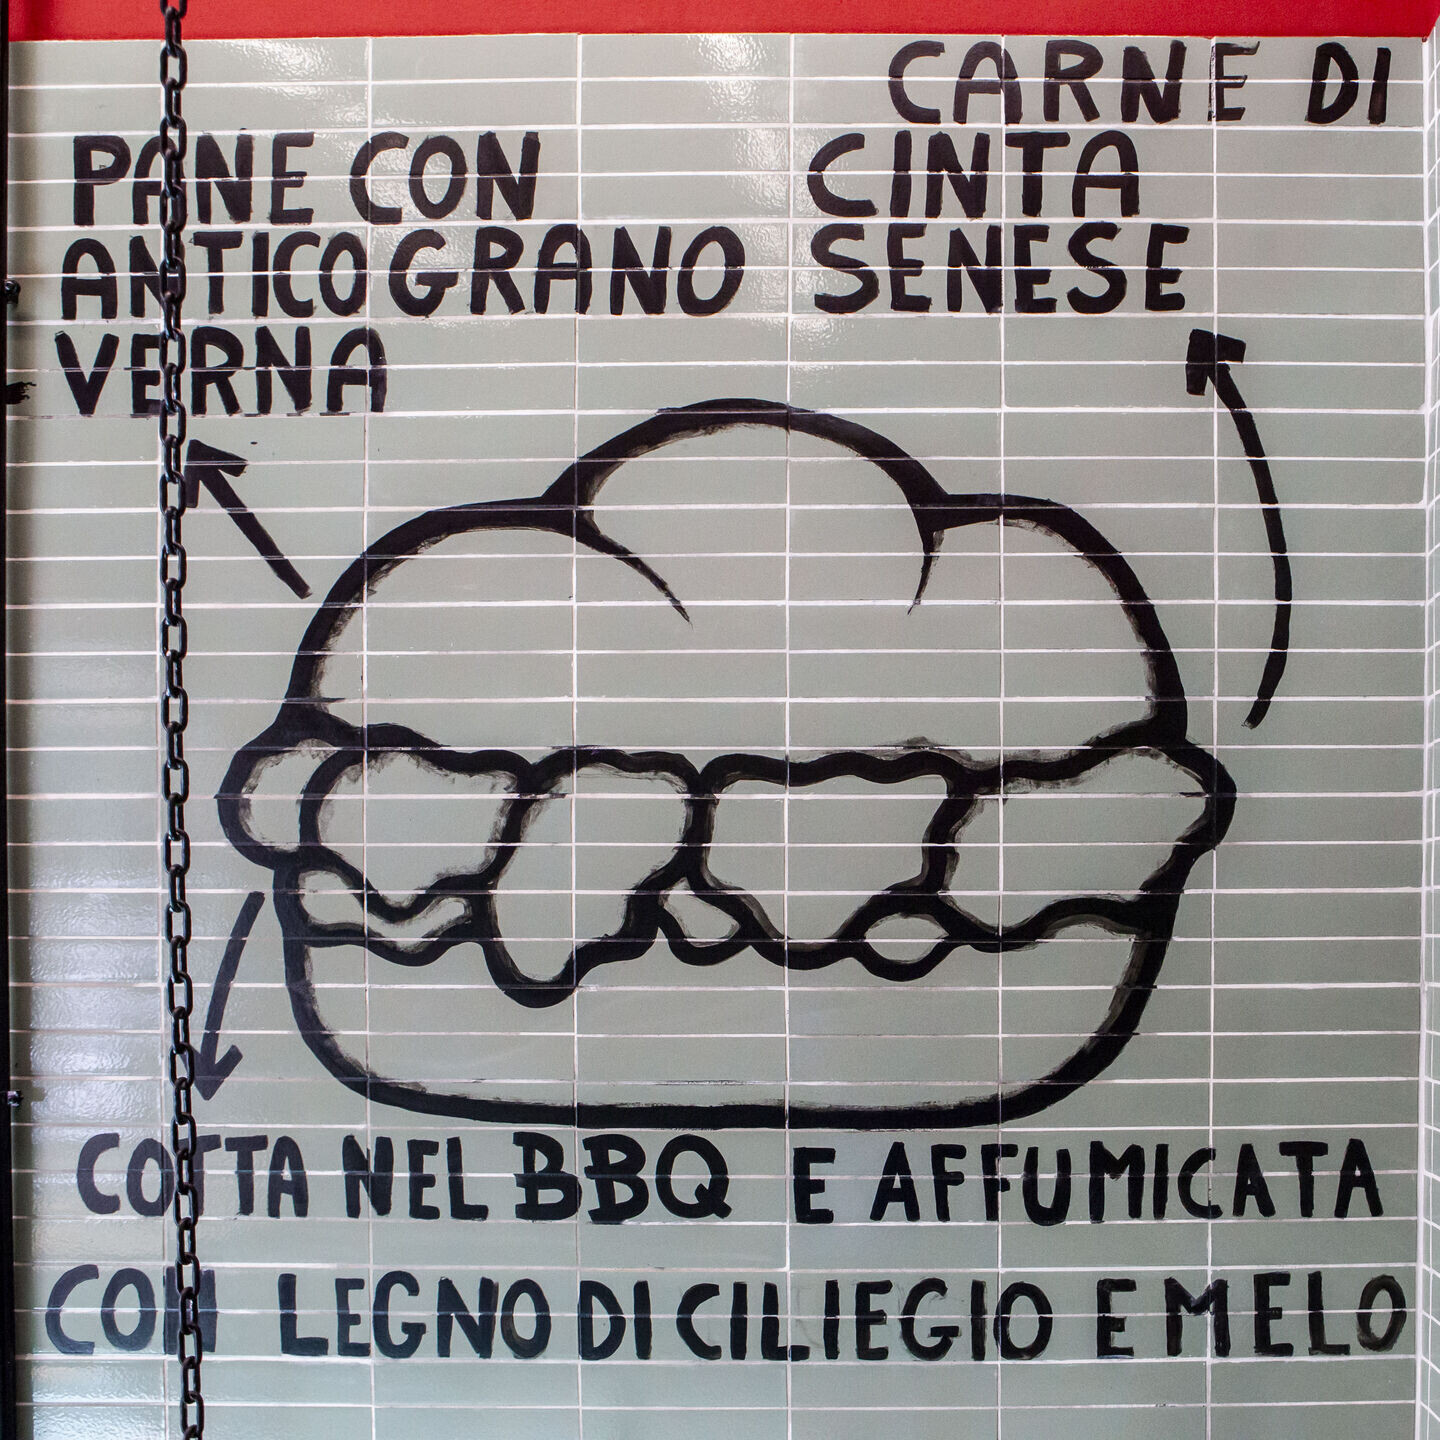 PANE CON
ANTICO GRANO
VERNA
CARNE DI
CINTA
SENESE
COTTA NEL BBQ E AFFUMICATA
CON LEGNO DI CILIEGIO E MELO